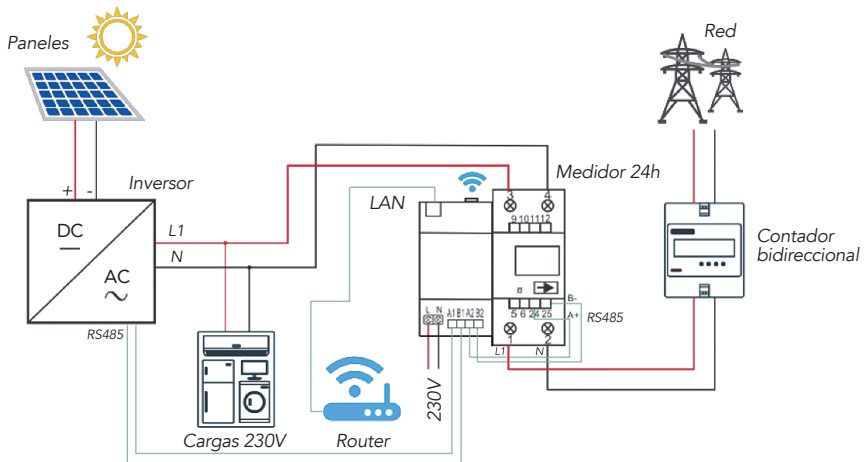 Paneles
Red
+ -
Inversor
Medidor 24h
LAN
3 4
9 10 11 12
DC
L1
Contador
bidireccional
N
AC
B-
L N
A1 B1 A2 B2
5 6 24 25
A+
RS485
RS485
1 2
L1 N
230V
Cargas 230V
Router